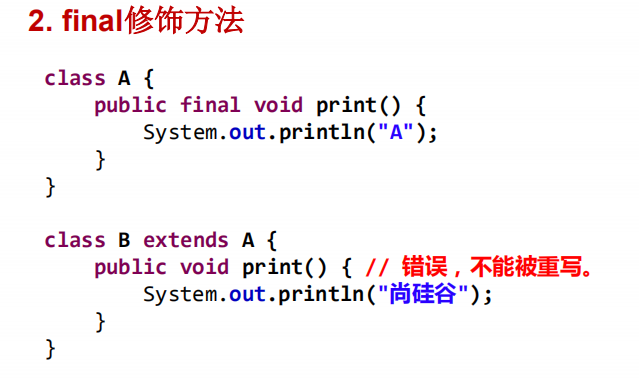 2. final修饰方法
class A {
    public final void print() {
        System.out.println("A");
    }
}
class B extends A {
    public void print() { // 错误，不能被重写。
        System.out.println("尚硅谷");
    }
}